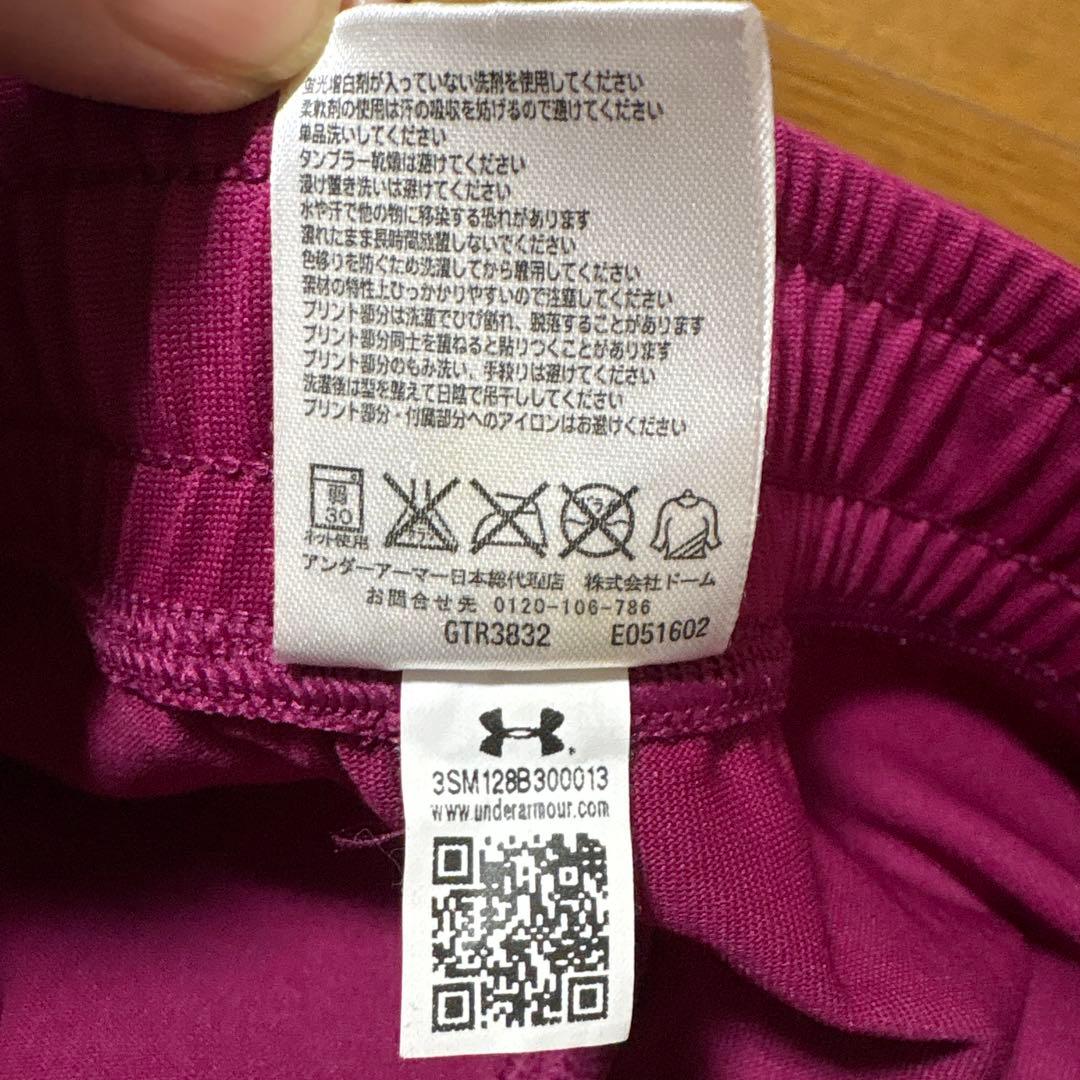 蛍光増白剤が入っていない洗剤を使用してください
柔軟剤の使用は汗の吸収を妨げるので避けてください
単品洗いしてください
タンブラー乾燥は避けてください
浸け置き洗いは避けてください
水や汗で他の物に移染する恐れがあります
濡れたまま長時間放置しないでください
色移りを防ぐため洗濯してから着用してください
素材の特性上ひっかかりやすいので注意してください
プリント部分は洗濯でひび割れ、脱落することがあります
プリント部分同士を重ねると貼りつくことがあります
プリント部分のもみ洗い、手絞りは避けてください
洗濯後は型を整えて日陰で吊干ししてください
プリント部分・付属部分へのアイロンはお避けください
弱
30
ネット使用
アンダーアーマー日本総代理店 株式会社ドーム
お問合せ先 0120-106-786
GTR3832 E051602
3SM128B300013
www.underarmour.com